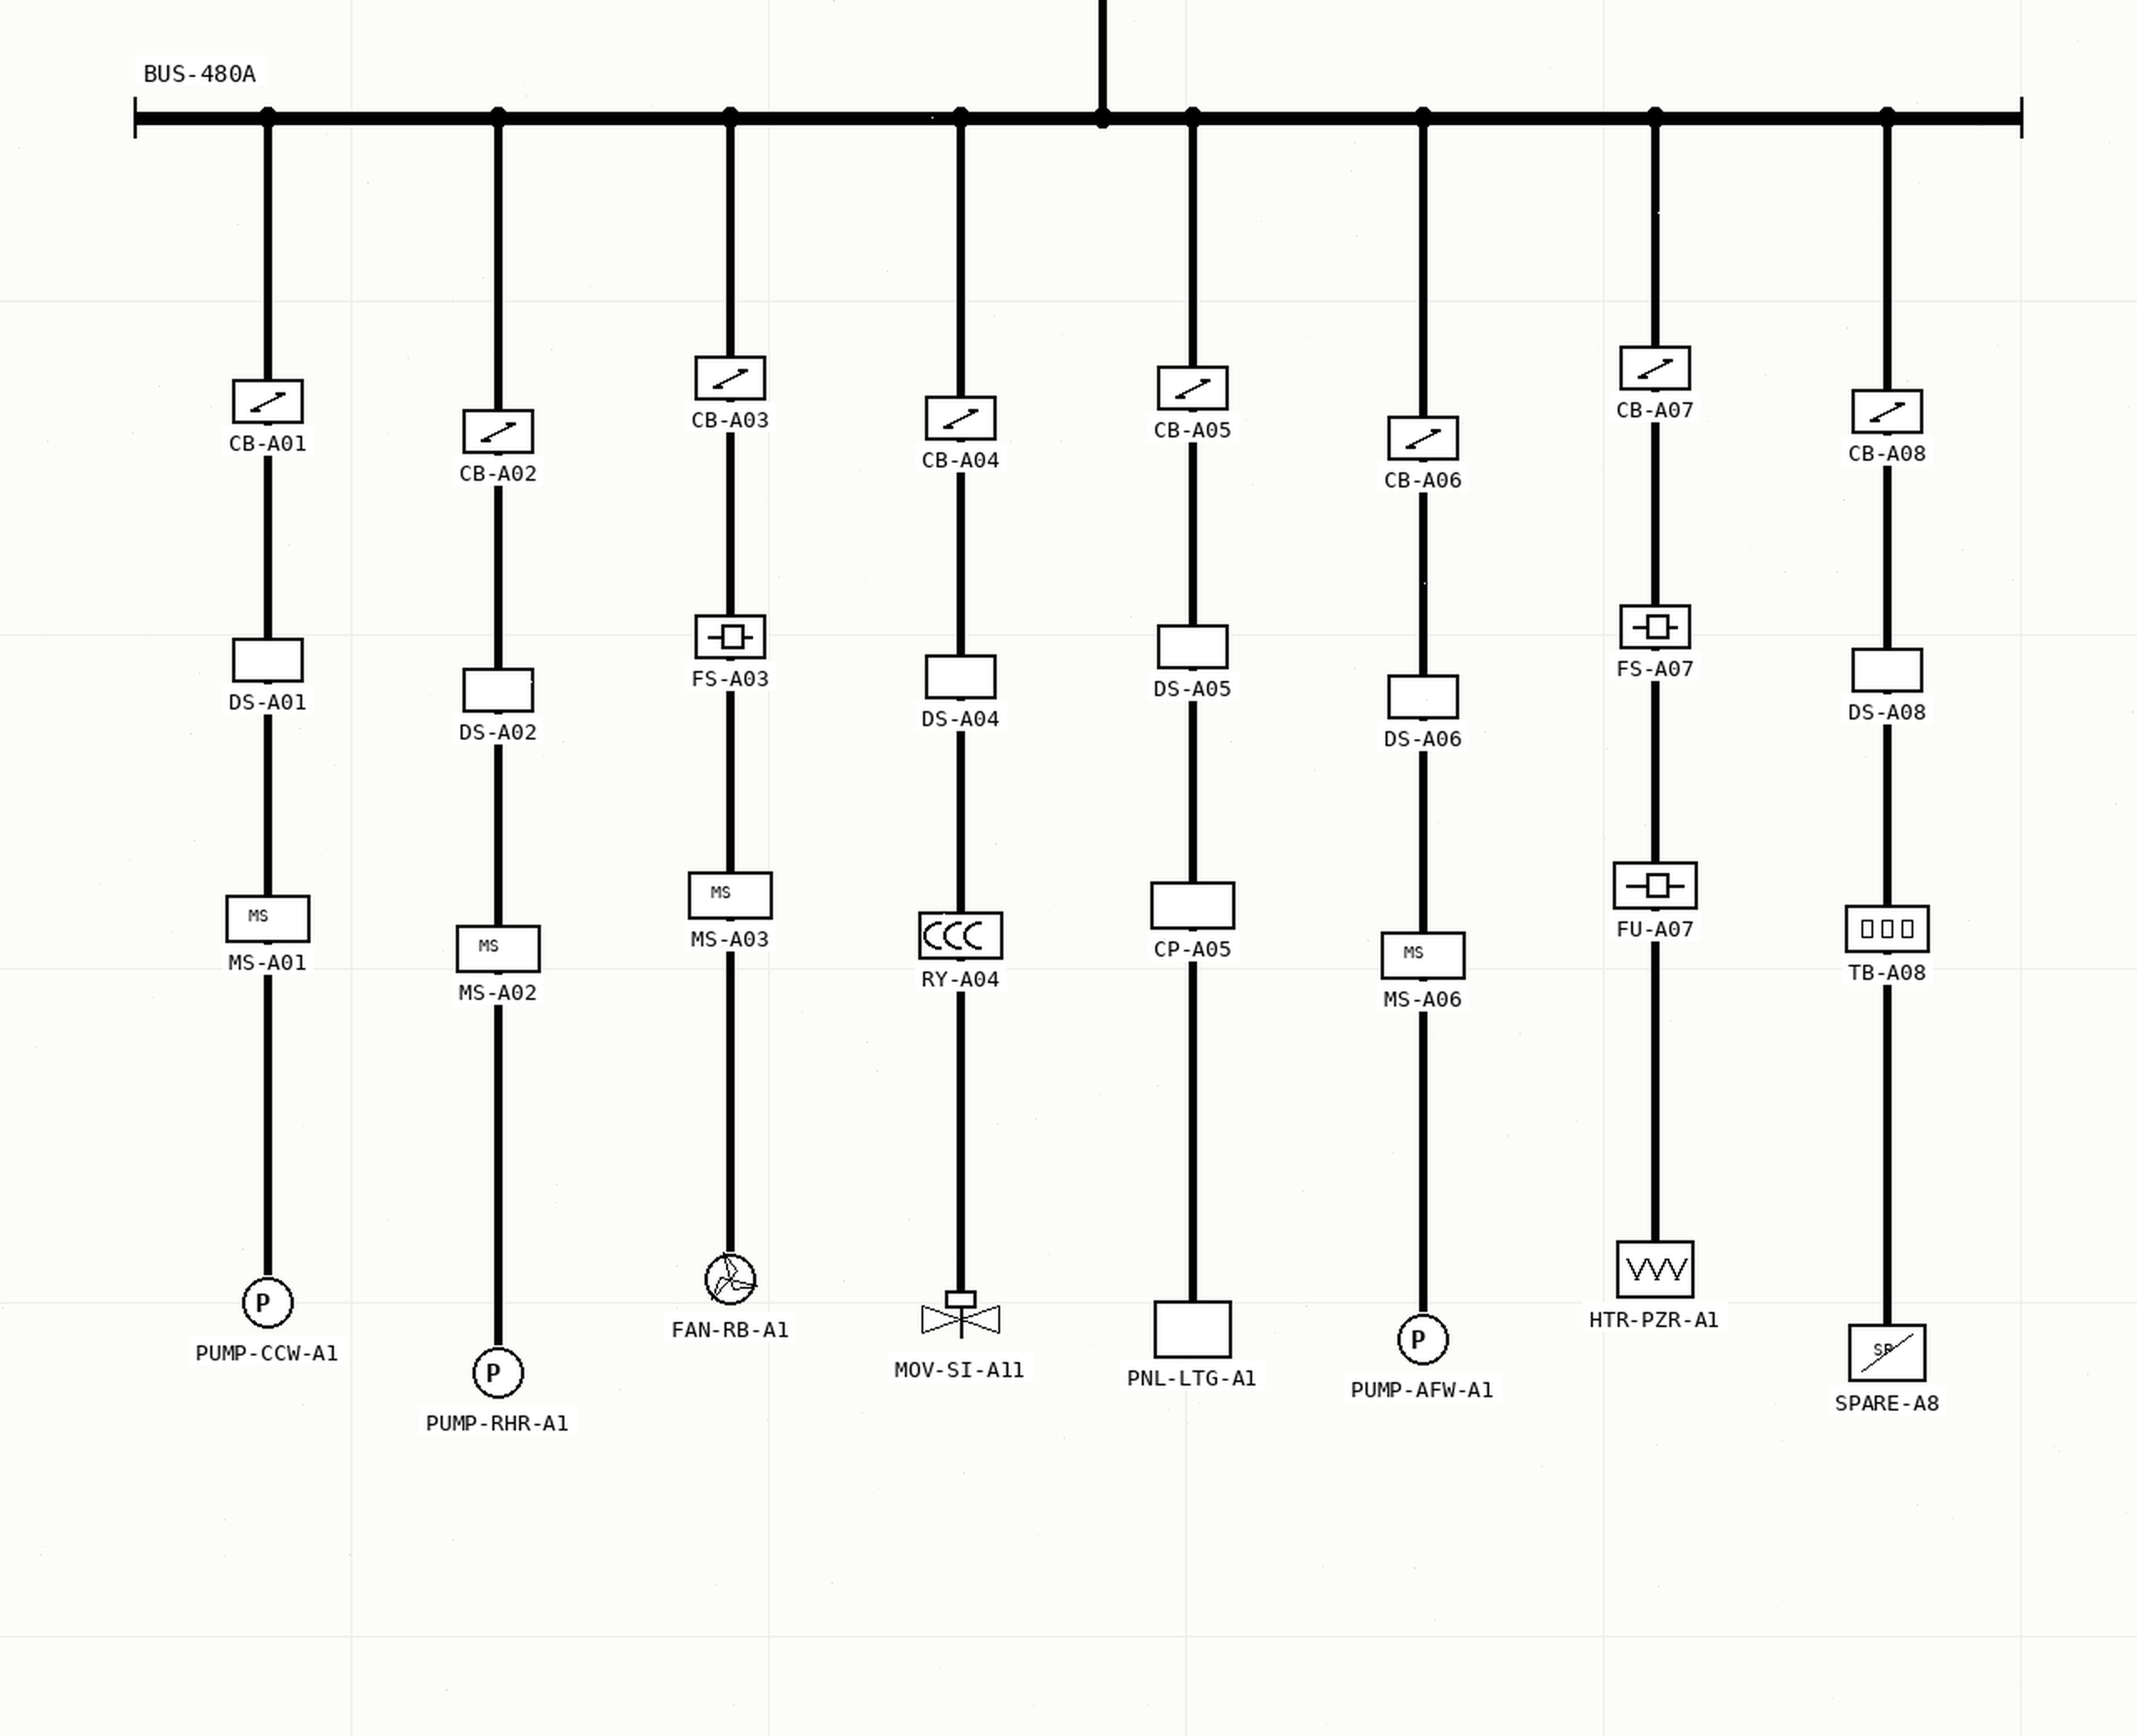 BUS-480A
CB-A01
DS-A01
MS
MS-A01
P
PUMP-CCW-A1
CB-A02
DS-A02
MS
MS-A02
P
PUMP-RHR-A1
CB-A03
FS-A03
MS
MS-A03
FAN-RB-A1
CB-A04
DS-A04
RY-A04
MOV-SI-A11
CB-A05
DS-A05
CP-A05
PNL-LTG-A1
CB-A06
DS-A06
MS
MS-A06
P
PUMP-AFW-A1
CB-A07
FS-A07
FU-A07
HTR-PZR-A1
CB-A08
DS-A08
TB-A08
SP
SPARE-A8